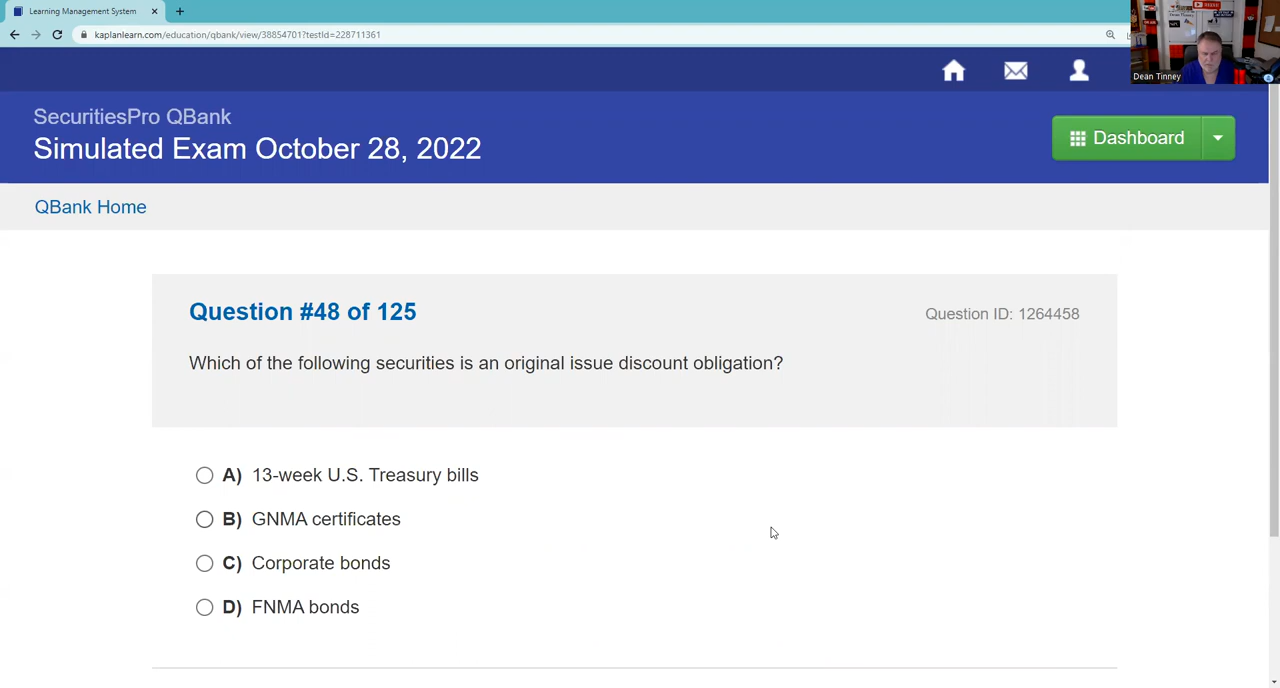 Learning Management System
kaplanlearn.com/education/qbank/view/38854701?testId=228711361
Dean Tinney
SecuritiesPro QBank
Simulated Exam October 28, 2022
Dashboard
QBank Home
Question #48 of 125
Question ID: 1264458
Which of the following securities is an original issue discount obligation?
A) 13-week U.S. Treasury bills
B) GNMA certificates
C) Corporate bonds
D) FNMA bonds